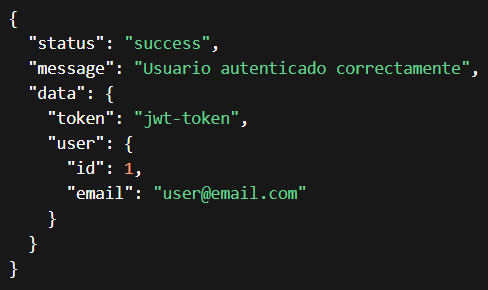 {
  "status": "success",
  "message": "Usuario autenticado correctamente",
  "data": {
    "token": "jwt-token",
    "user": {
      "id": 1,
      "email": "user@email.com"
    }
  }
}